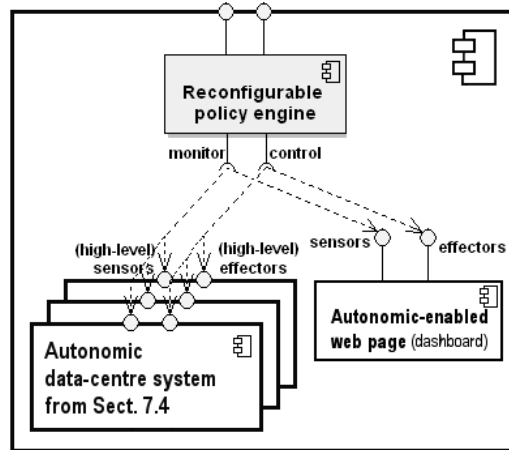 Reconfigurable
policy engine
monitor
control
sensors
effectors
(high-level)
sensors
(high-level)
effectors
Autonomic-enabled
web page (dashboard)
Autonomic
data-centre system
from Sect. 7.4